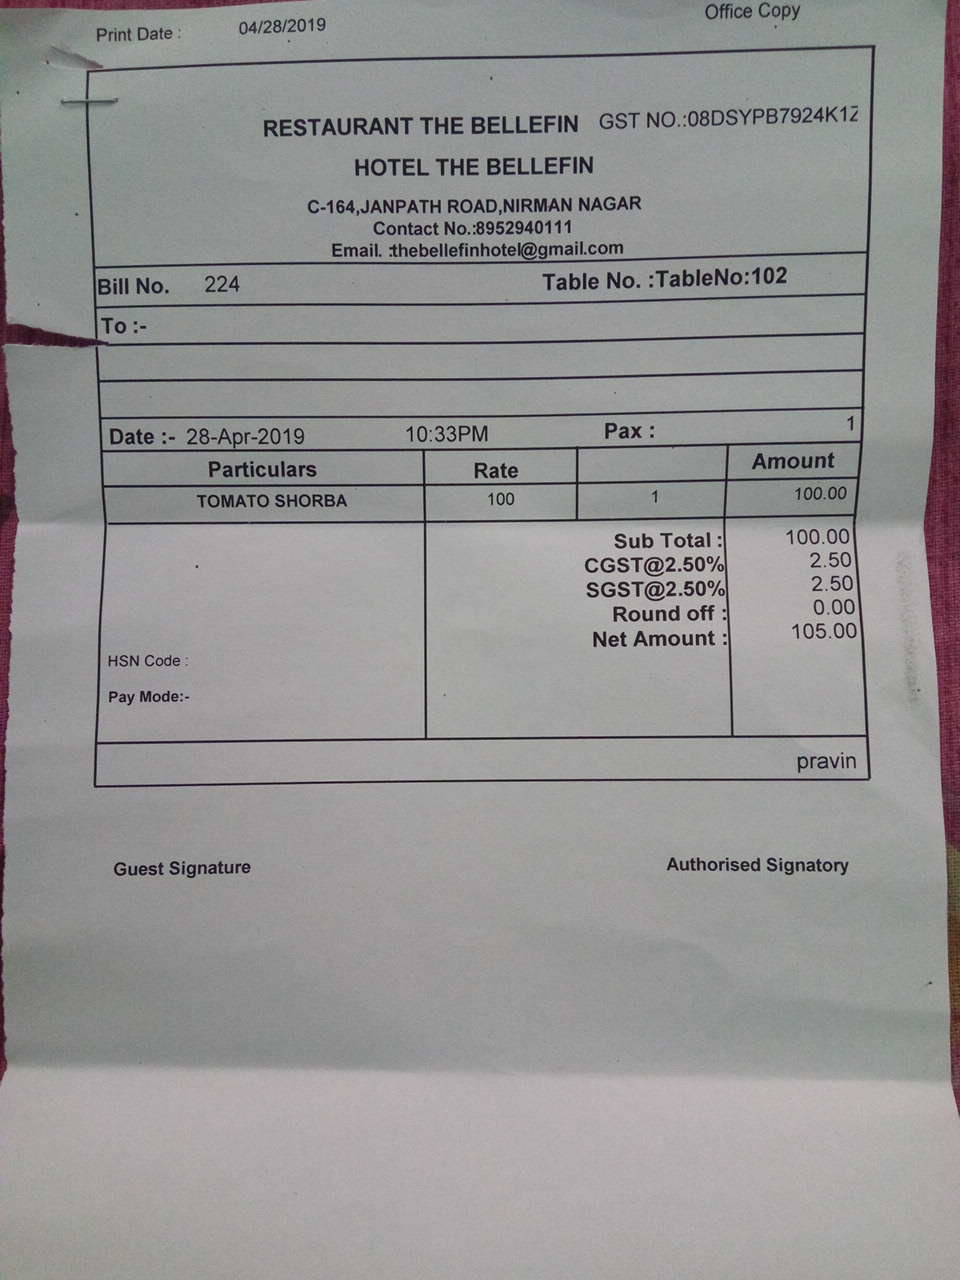 Print Date : 04/28/2019 Office Copy
RESTAURANT THE BELLEFIN GST NO.:08DSYPB7924K1Z
HOTEL THE BELLEFIN
C-164,JANPATH ROAD,NIRMAN NAGAR
Contact No.:8952940111
Email. :thebellefinhotel@gmail.com
Bill No. 224 Table No. :TableNo:102
To :-
Date :- 28-Apr-2019 10:33PM Pax : 1
Particulars Rate Amount
TOMATO SHORBA 100 1 100.00
Sub Total : 100.00
CGST@2.50% 2.50
SGST@2.50% 2.50
Round off : 0.00
Net Amount : 105.00
HSN Code :
Pay Mode:-
pravin
Guest Signature Authorised Signatory